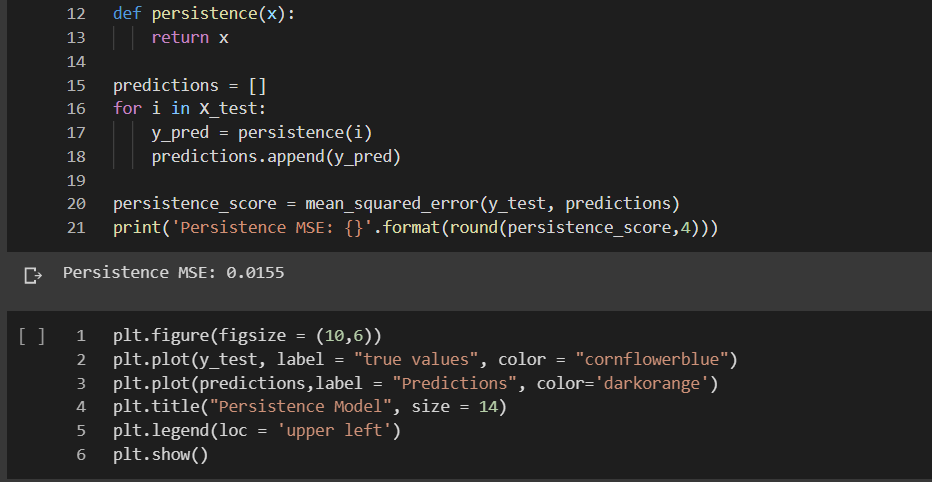 12 def persistence(x):
13     return x
14
15 predictions = []
16 for i in X_test:
17     y_pred = persistence(i)
18     predictions.append(y_pred)
19
20 persistence_score = mean_squared_error(y_test, predictions)
21 print('Persistence MSE: {}'.format(round(persistence_score,4)))
Persistence MSE: 0.0155
[ ] 1 plt.figure(figsize = (10,6))
2 plt.plot(y_test, label = "true values", color = "cornflowerblue")
3 plt.plot(predictions,label = "Predictions", color='darkorange')
4 plt.title("Persistence Model", size = 14)
5 plt.legend(loc = 'upper left')
6 plt.show()